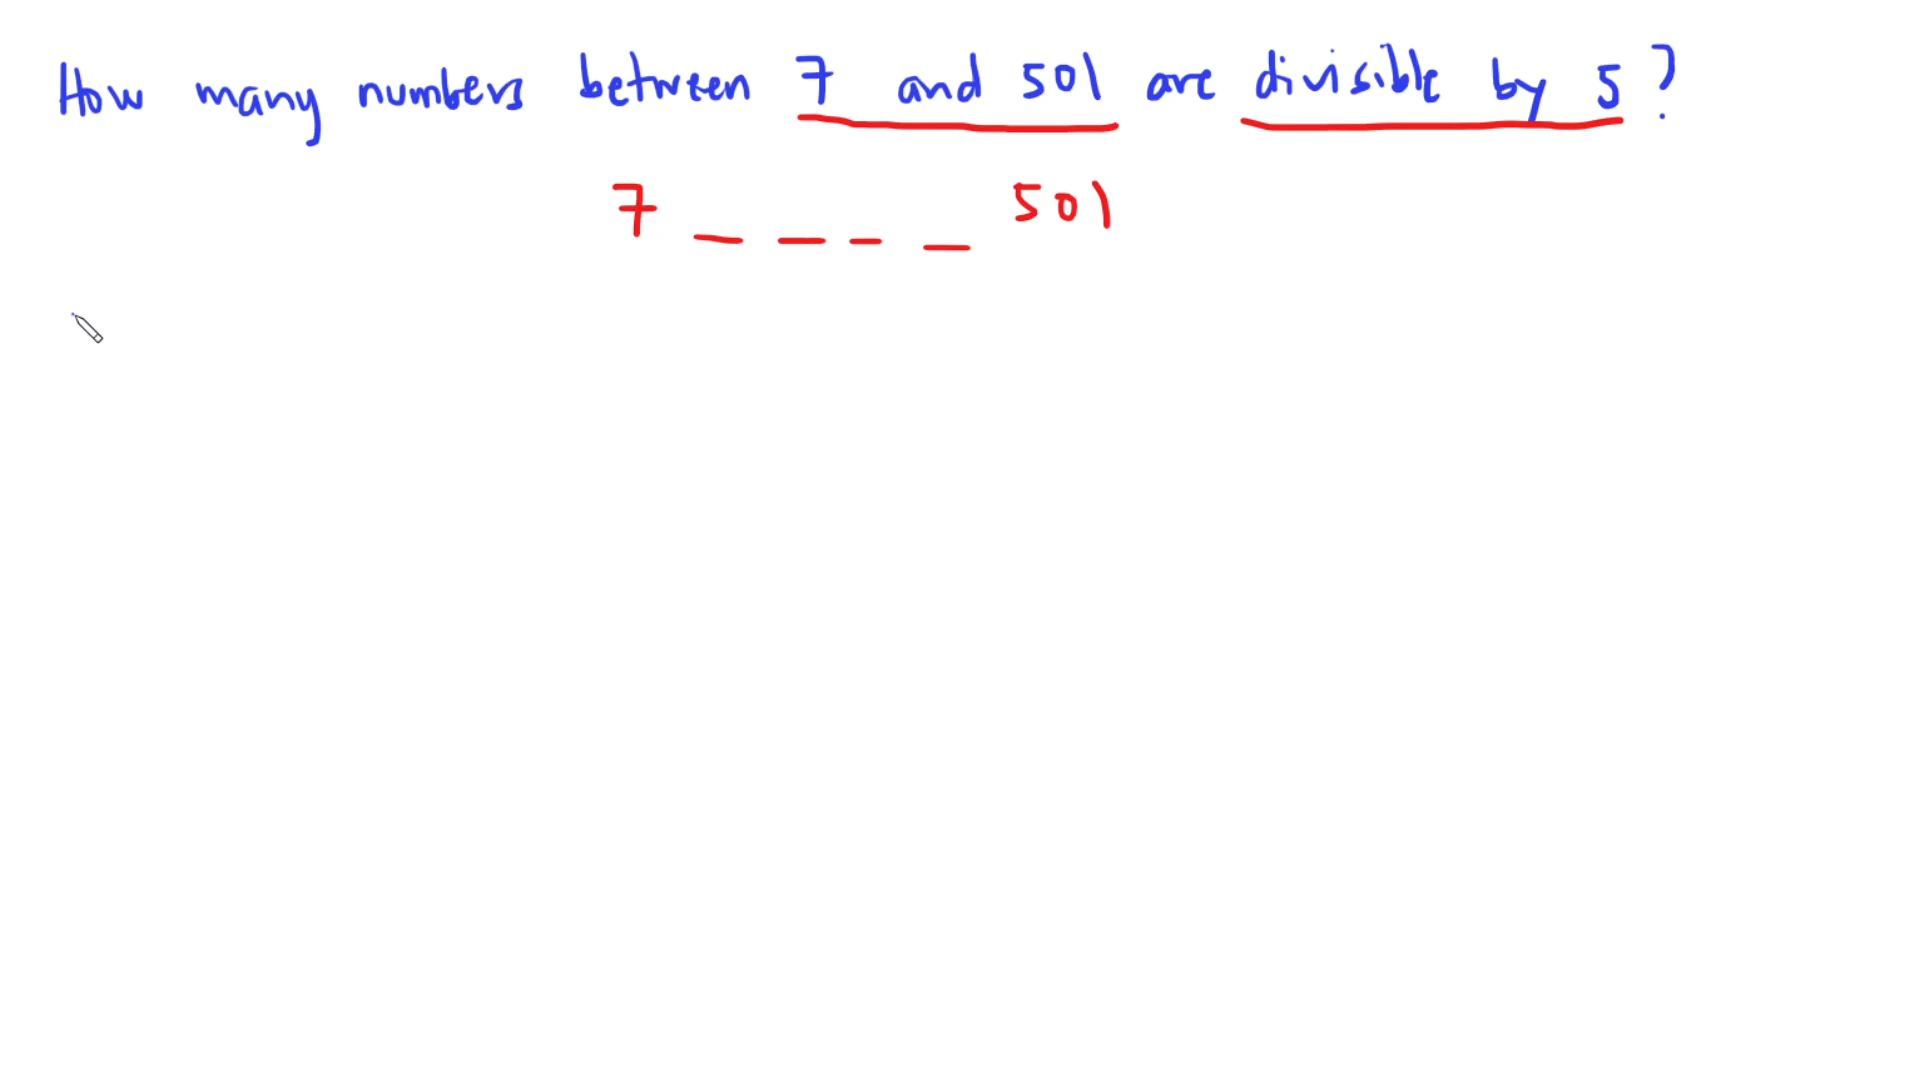 How many numbers between 7 and 501 are divisible by 5?
7 _ _ _ _ 501